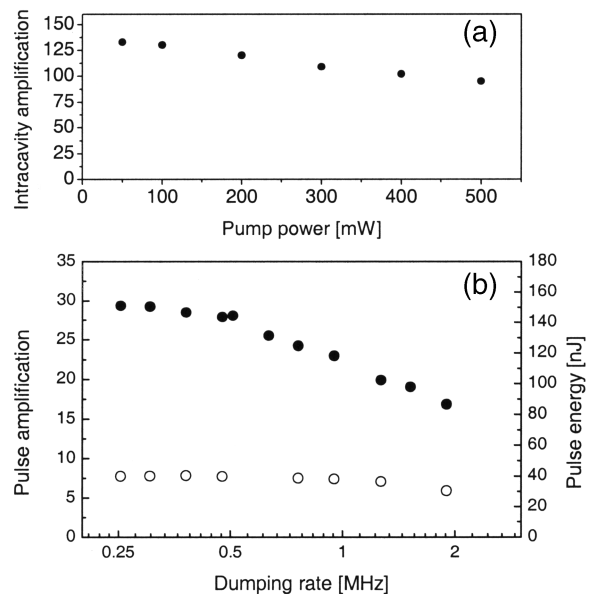 (a)
Intracavity amplification
150
125
100
75
50
25
0
0 100 200 300 400 500
Pump power [mW]
(b)
Pulse amplification
35
30
25
20
15
10
5
0
180
160
140
120
100
80
60
40
20
0
Pulse energy [nJ]
0.25 0.5 1 2
Dumping rate [MHz]